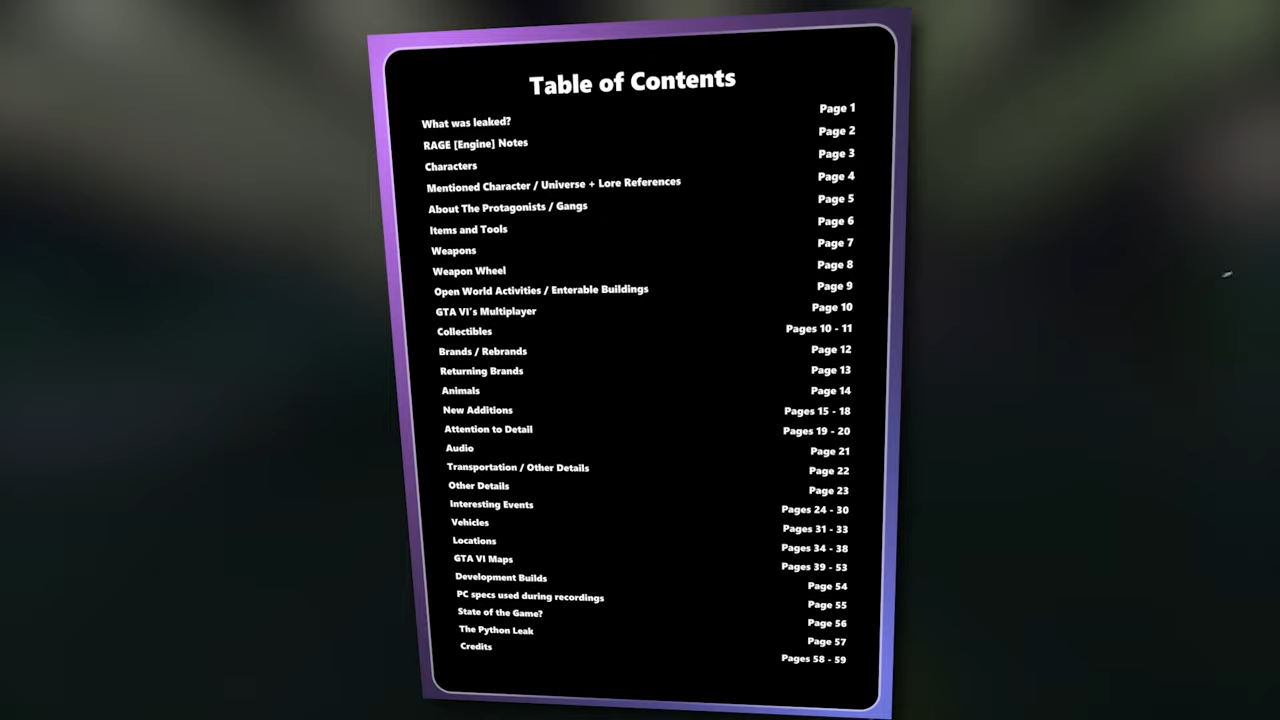 Table of Contents
What was leaked? Page 1
RAGE [Engine] Notes Page 2
Characters Page 3
Mentioned Character / Universe + Lore References Page 4
About The Protagonists / Gangs Page 5
Items and Tools Page 6
Weapons Page 7
Weapon Wheel Page 8
Open World Activities / Enterable Buildings Page 9
GTA VI's Multiplayer Page 10
Collectibles Pages 10 - 11
Brands / Rebrands Page 12
Returning Brands Page 13
Animals Page 14
New Additions Pages 15 - 18
Attention to Detail Pages 19 - 20
Audio Page 21
Transportation / Other Details Page 22
Other Details Page 23
Interesting Events Pages 24 - 30
Vehicles Pages 31 - 33
Locations Pages 34 - 38
GTA VI Maps Pages 39 - 53
Development Builds Page 54
PC specs used during recordings Page 55
State of the Game? Page 56
The Python Leak Page 57
Credits Pages 58 - 59